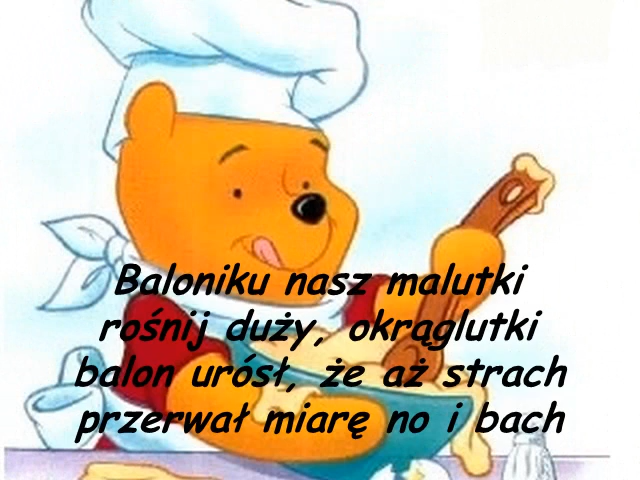 Baloniku nasz malutki
rośnij duży, okrąglutki
balon urósł, że aż strach
przerwał miarę no i bach